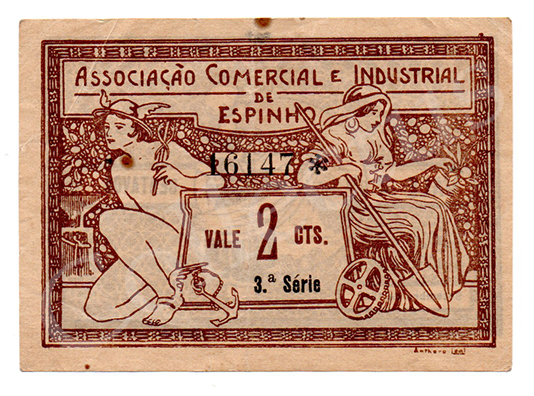 ASSOCIAÇÃO COMERCIAL E INDUSTRIAL
DE
ESPINHO
16147 *
VALE 2 CTS.
3.ª Série